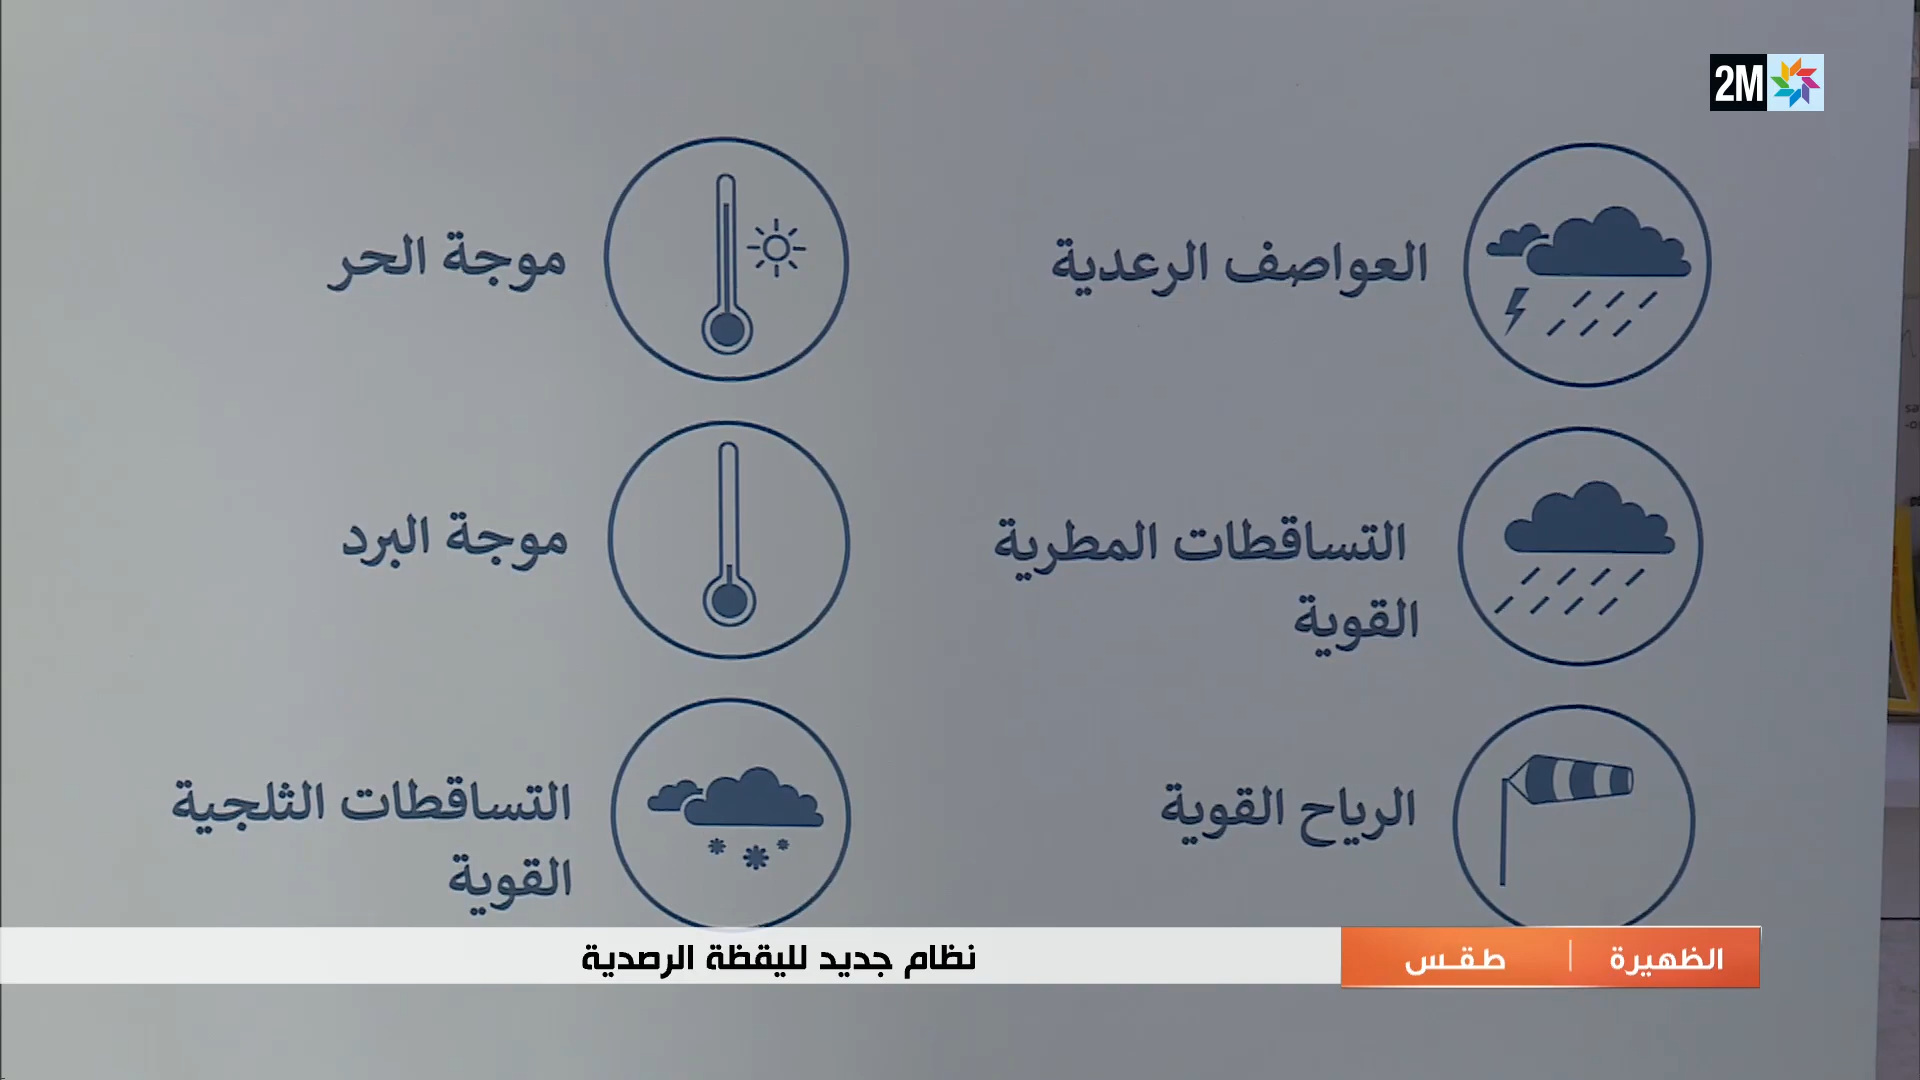 2M
العواصف الرعدية
موجة الحر
التساقطات المطرية
القوية
موجة البرد
الرياح القوية
التساقطات الثلجية
القوية
الظهيرة | طقس
نظام جديد لليقظة الرصدية